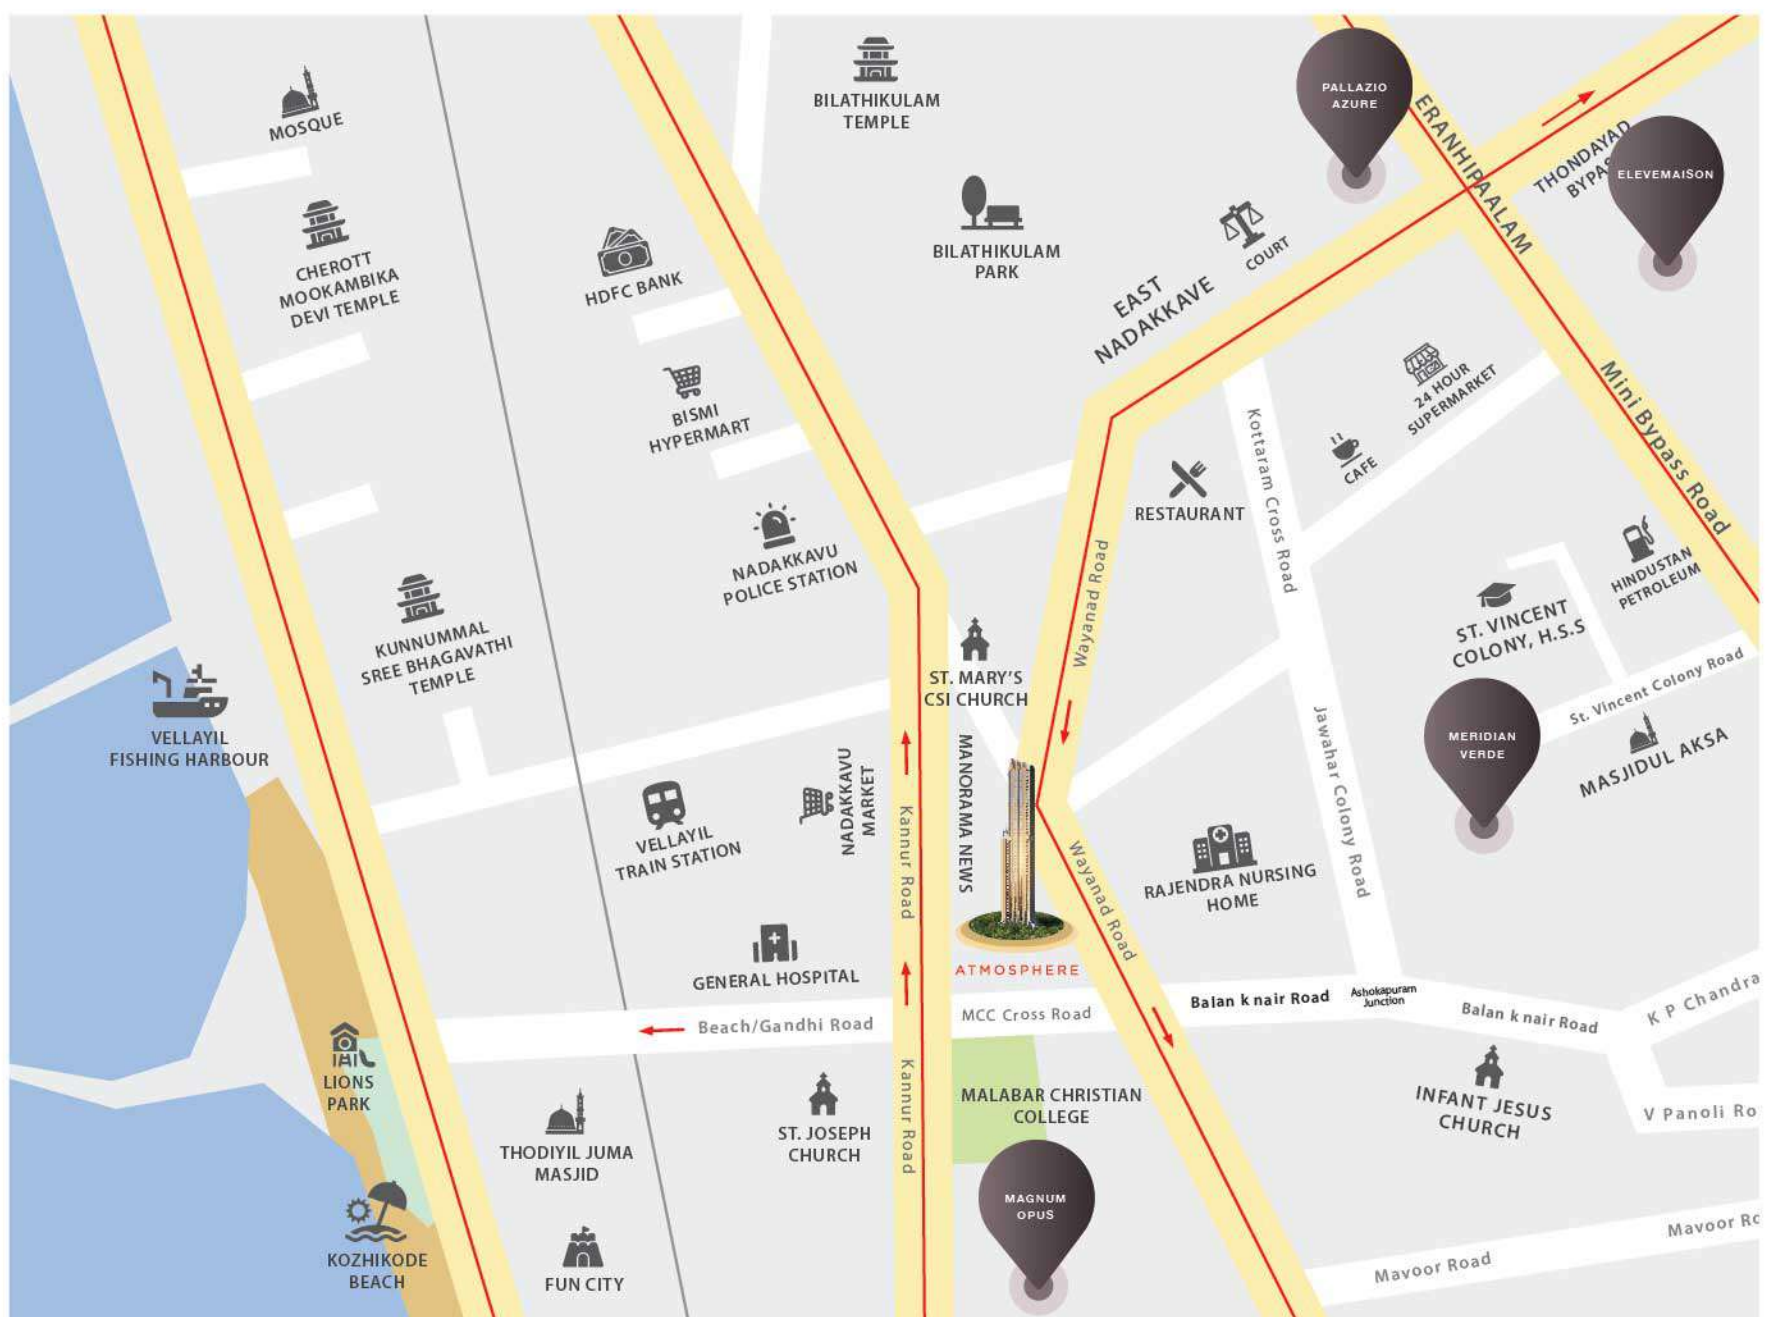 MOSQUE
CHEROTT
MOOKAMBIKA
DEVI TEMPLE
HDFC BANK
BISMI
HYPERMART
NADAKKAVU
POLICE STATION
KUNNUMMAL
SREE BHAGAVATHI
TEMPLE
VELLAYIL
FISHING HARBOUR
BILATHIKULAM
TEMPLE
BILATHIKULAM
PARK
PALLAZIO
AZURE
ERANHIPAALAM
THONDAYAD
BYPAS
ELEVEMAISON
COURT
EAST
NADAKKAVE
24 HOUR
SUPERMARKET
CAFE
Mini Bypass Road
Kottaram Cross Road
RESTAURANT
Wayanad Road
HINDUSTAN
PETROLEUM
ST. VINCENT
COLONY, H.S.S
St. Vincent Colony Road
MERIDIAN
VERDE
MASJIDUL AKSA
Jawahar Colony Road
ST. MARY'S
CSI CHURCH
MANORAMA NEWS
NADAKKAVU
MARKET
Kannur Road
VELLAYIL
TRAIN STATION
GENERAL HOSPITAL
RAJENDRA NURSING
HOME
Wayanad Road
ATMOSPHERE
Beach/Gandhi Road
MCC Cross Road
Balan k nair Road
Ashokapuram
Junction
Balan k nair Road
K P Chandra
V Panoli Ro
LIONS
PARK
THODIYIL JUMA
MASJID
ST. JOSEPH
CHURCH
Kannur Road
MALABAR CHRISTIAN
COLLEGE
INFANT JESUS
CHURCH
MAGNUM
OPUS
KOZHIKODE
BEACH
FUN CITY
Mavoor Road
Mavoor Ro